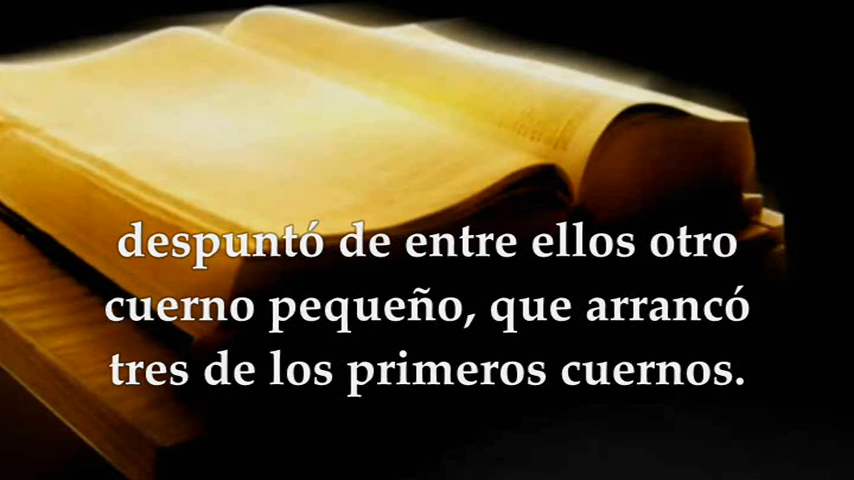 despuntó de entre ellos otro
cuerno pequeño, que arrancó
tres de los primeros cuernos.